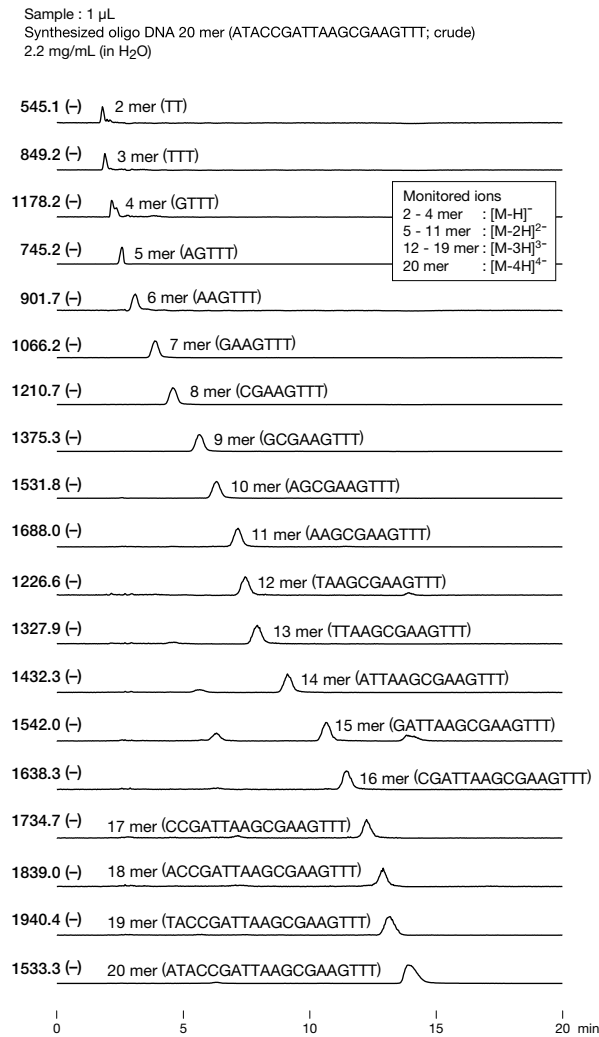 Sample : 1 µL
Synthesized oligo DNA 20 mer (ATACCGATTAAGCGAAGTTT; crude)
2.2 mg/mL (in H₂O)
545.1 (–) 2 mer (TT)
849.2 (–) 3 mer (TTT)
1178.2 (–) 4 mer (GTTT)
Monitored ions
2 - 4 mer : [M-H]⁻
5 - 11 mer : [M-2H]²⁻
12 - 19 mer : [M-3H]³⁻
20 mer : [M-4H]⁴⁻
745.2 (–) 5 mer (AGTTT)
901.7 (–) 6 mer (AAGTTT)
1066.2 (–) 7 mer (GAAGTTT)
1210.7 (–) 8 mer (CGAAGTTT)
1375.3 (–) 9 mer (GCGAAGTTT)
1531.8 (–) 10 mer (AGCGAAGTTT)
1688.0 (–) 11 mer (AAGCGAAGTTT)
1226.6 (–) 12 mer (TAAGCGAAGTTT)
1327.9 (–) 13 mer (TTAAGCGAAGTTT)
1432.3 (–) 14 mer (ATTAAGCGAAGTTT)
1542.0 (–) 15 mer (GATTAAGCGAAGTTT)
1638.3 (–) 16 mer (CGATTAAGCGAAGTTT)
1734.7 (–) 17 mer (CCGATTAAGCGAAGTTT)
1839.0 (–) 18 mer (ACCGATTAAGCGAAGTTT)
1940.4 (–) 19 mer (TACCGATTAAGCGAAGTTT)
1533.3 (–) 20 mer (ATACCGATTAAGCGAAGTTT)
0 5 10 15 20 min